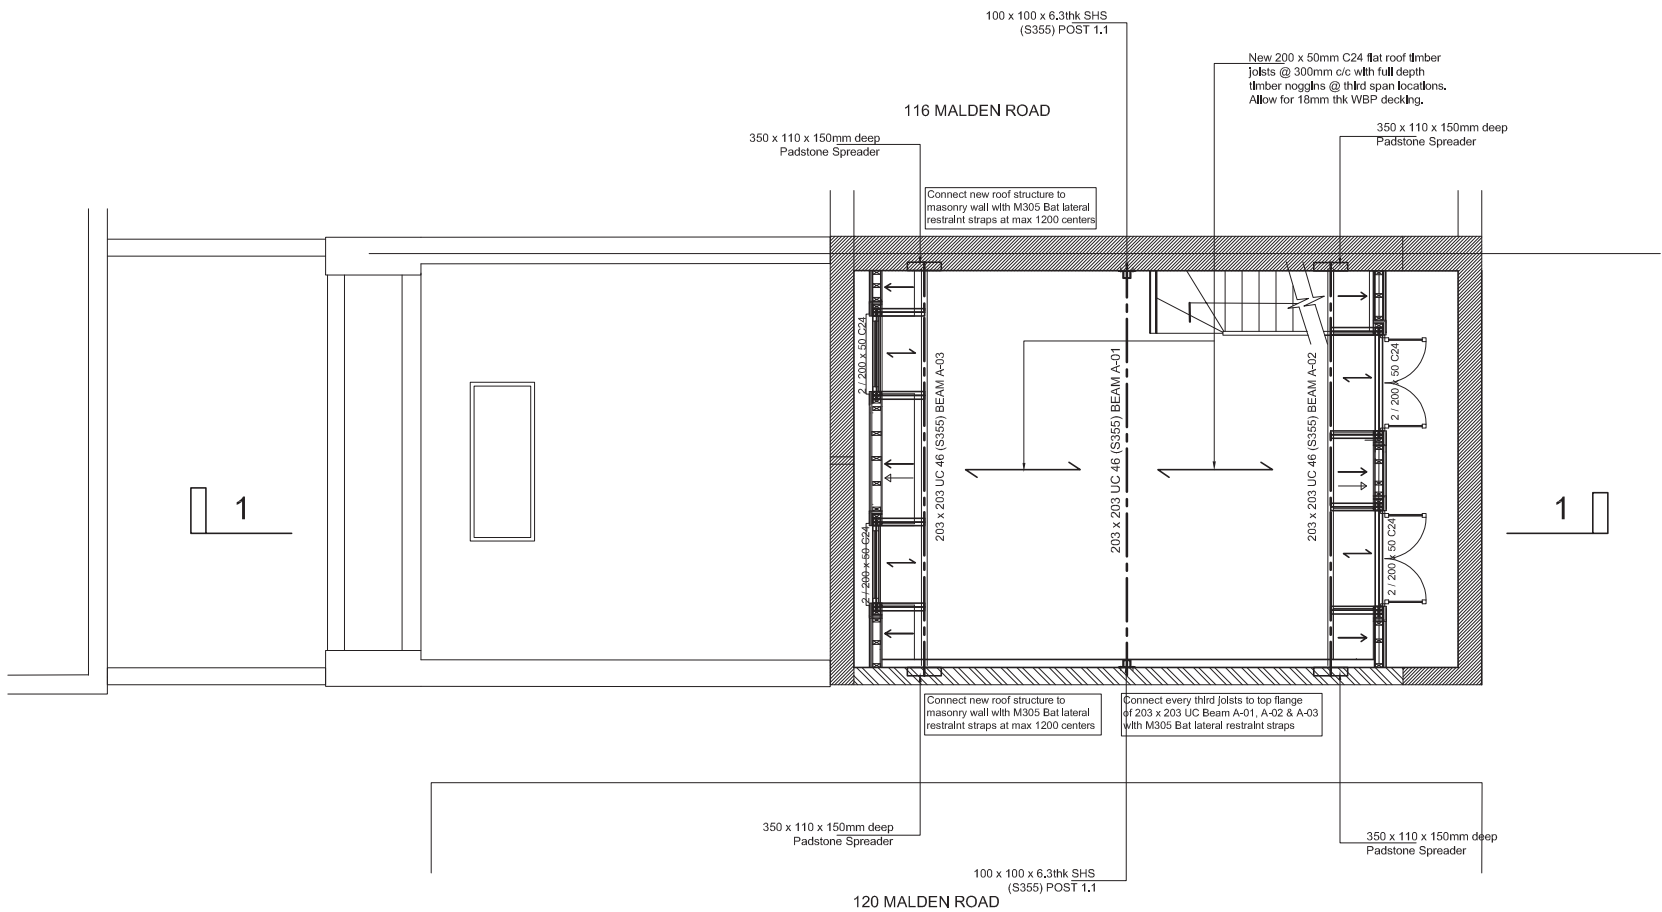 100 x 100 x 6.3thk SHS
(S355) POST 1.1
New 200 x 50mm C24 flat roof timber
joists @ 300mm c/c with full depth
timber noggins @ third span locations.
Allow for 18mm thk WBP decking.
116 MALDEN ROAD
350 x 110 x 150mm deep
Padstone Spreader
350 x 110 x 150mm deep
Padstone Spreader
Connect new roof structure to
masonry wall with M305 Bat lateral
restraint straps at max 1200 centers
2 / 200 x 50 C24
203 x 203 UC 46 (S355) BEAM A-03
203 x 203 UC 46 (S355) BEAM A-01
203 x 203 UC 46 (S355) BEAM A-02
2 / 200 x 50 C24
1
1
2 / 200 x 50 C24
2 / 200 x 50 C24
Connect new roof structure to
masonry wall with M305 Bat lateral
restraint straps at max 1200 centers
Connect every third joists to top flange
of 203 x 203 UC Beam A-01, A-02 & A-03
with M305 Bat lateral restraint straps
350 x 110 x 150mm deep
Padstone Spreader
350 x 110 x 150mm deep
Padstone Spreader
100 x 100 x 6.3thk SHS
(S355) POST 1.1
120 MALDEN ROAD